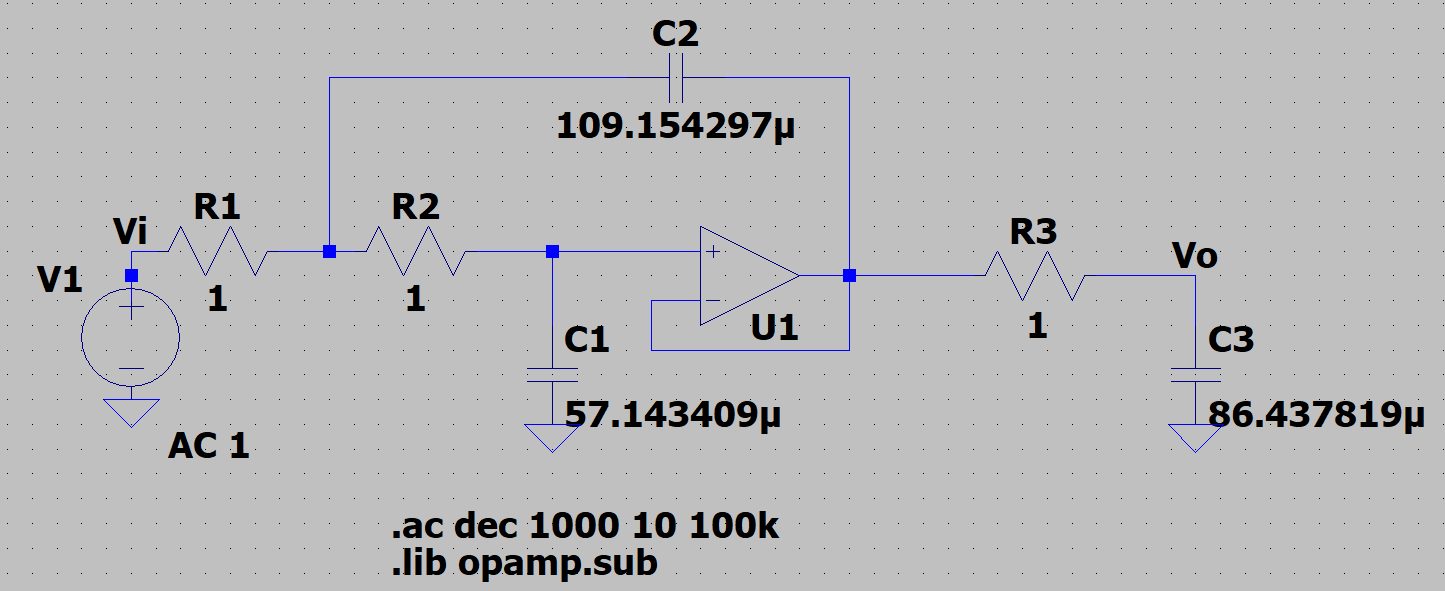 C2
109.154297µ
R1
R2
Vi
R3
Vo
V1
+
−
1
1
+
−
U1
1
C1
57.143409µ
C3
86.437819µ
AC 1
.ac dec 1000 10 100k
.lib opamp.sub